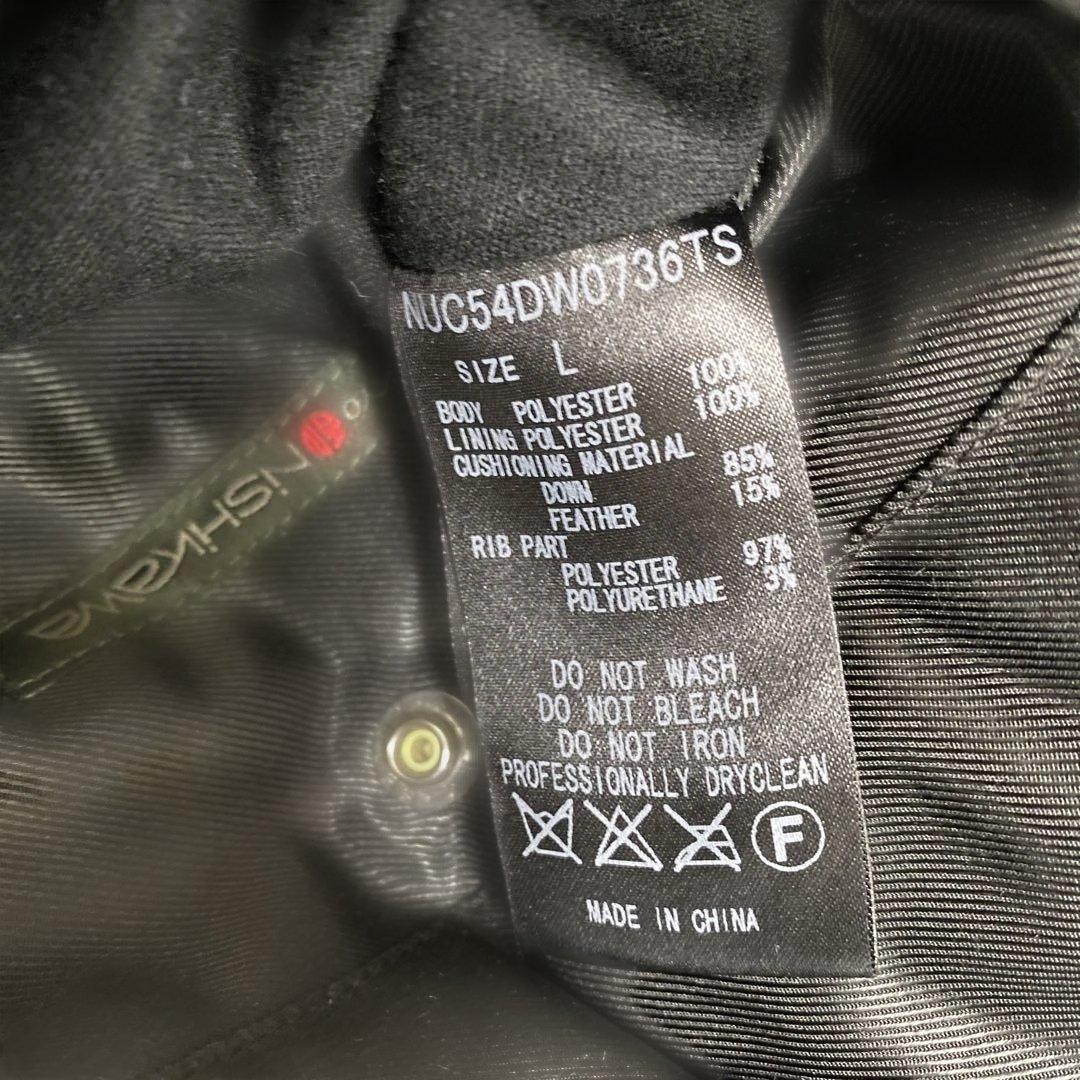 NUC54DW0736TS
SIZE L
BODY POLYESTER 100%
LINING POLYESTER 100%
CUSHIONING MATERIAL
DOWN 85%
FEATHER 15%
RIB PART
POLYESTER 97%
POLYURETHANE 3%
DO NOT WASH
DO NOT BLEACH
DO NOT IRON
PROFESSIONALLY DRYCLEAN
F
MADE IN CHINA